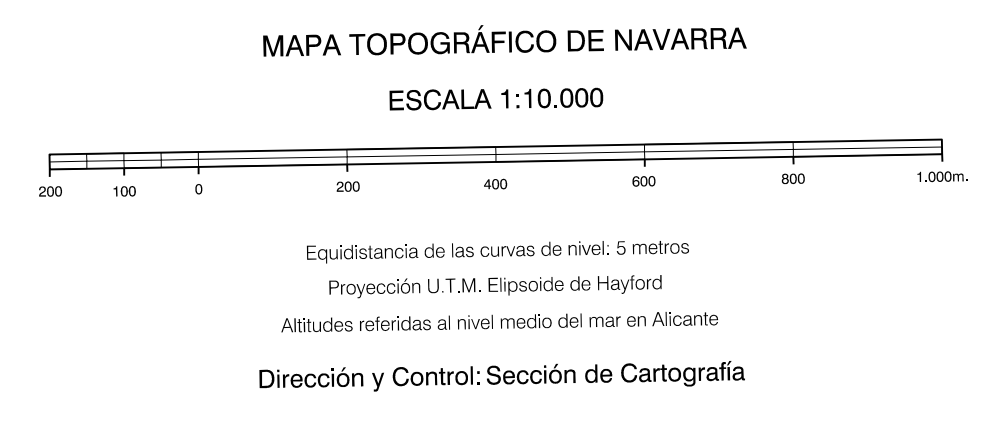 MAPA TOPOGRÁFICO DE NAVARRA
ESCALA 1:10.000
200 100 0 200 400 600 800 1.000m.
Equidistancia de las curvas de nivel: 5 metros
Proyección U.T.M. Elipsoide de Hayford
Altitudes referidas al nivel medio del mar en Alicante
Dirección y Control: Sección de Cartografía